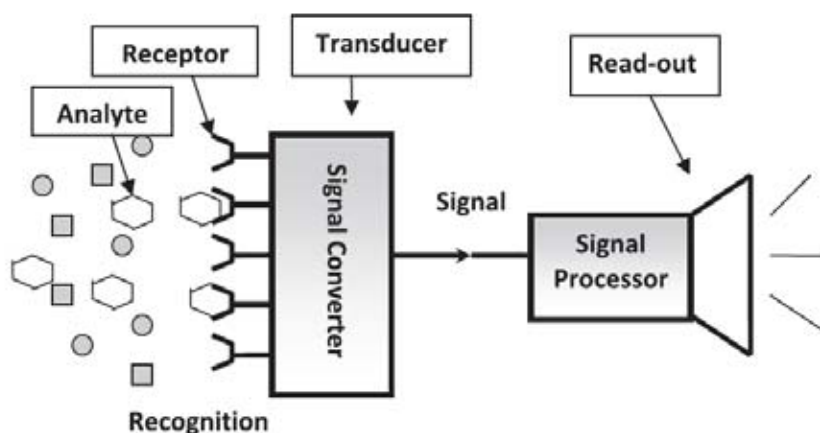 Transducer
Receptor
Read-out
Analyte
Signal Converter
Signal
Signal
Processor
Recognition